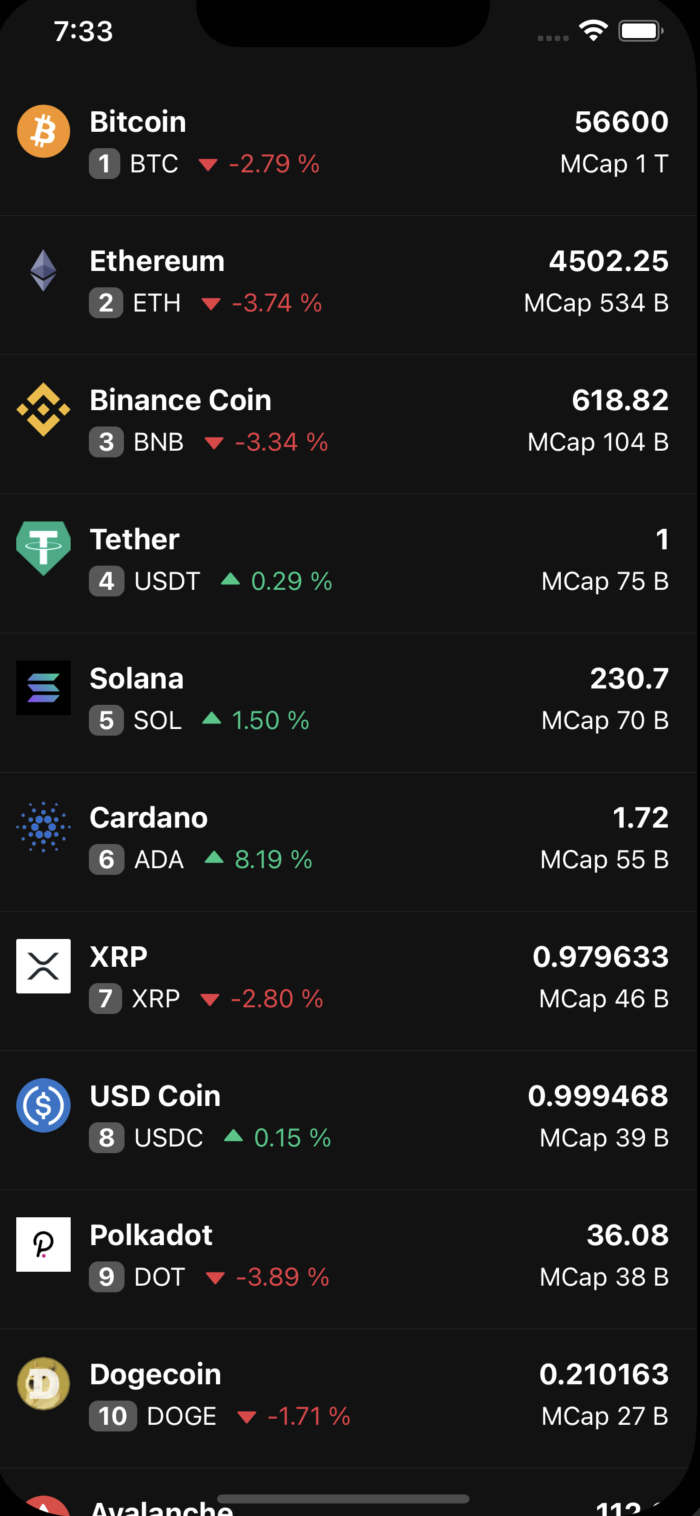 7:33
Bitcoin 56600
1 BTC -2.79 % MCap 1 T
Ethereum 4502.25
2 ETH -3.74 % MCap 534 B
Binance Coin 618.82
3 BNB -3.34 % MCap 104 B
Tether 1
4 USDT 0.29 % MCap 75 B
Solana 230.7
5 SOL 1.50 % MCap 70 B
Cardano 1.72
6 ADA 8.19 % MCap 55 B
XRP 0.979633
7 XRP -2.80 % MCap 46 B
USD Coin 0.999468
8 USDC 0.15 % MCap 39 B
Polkadot 36.08
9 DOT -3.89 % MCap 38 B
Dogecoin 0.210163
10 DOGE -1.71 % MCap 27 B
Avalanche